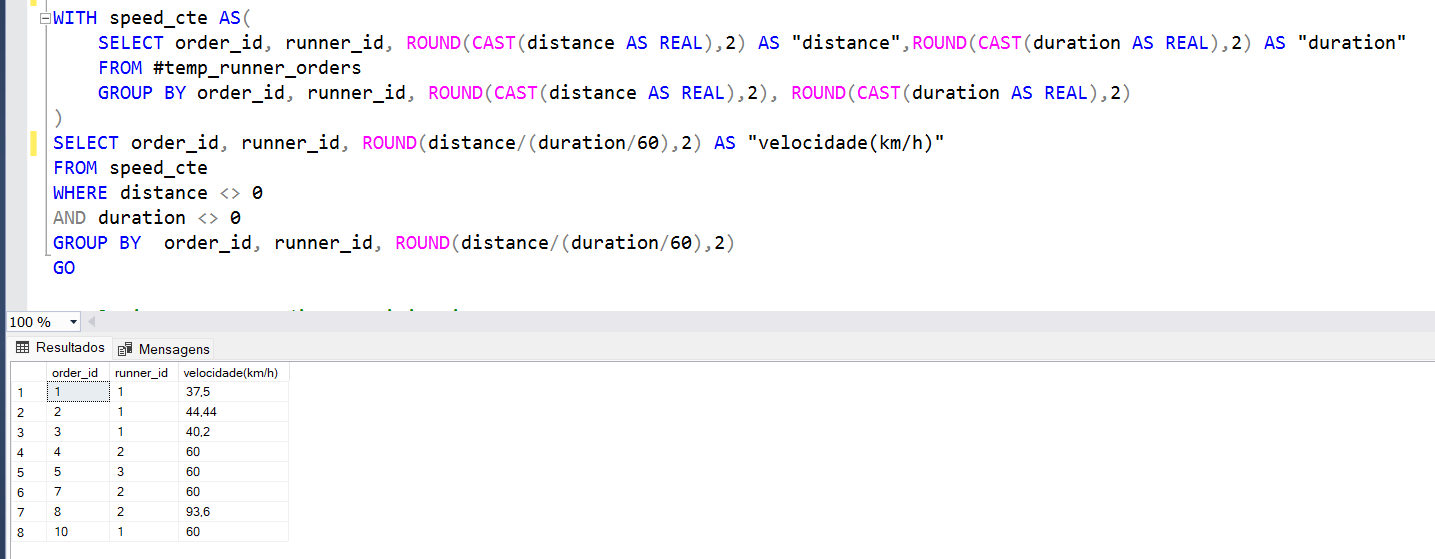 WITH speed_cte AS(
SELECT order_id, runner_id, ROUND(CAST(distance AS REAL),2) AS "distance",ROUND(CAST(duration AS REAL),2) AS "duration"
FROM #temp_runner_orders
GROUP BY order_id, runner_id, ROUND(CAST(distance AS REAL),2), ROUND(CAST(duration AS REAL),2)
)
SELECT order_id, runner_id, ROUND(distance/(duration/60),2) AS "velocidade(km/h)"
FROM speed_cte
WHERE distance <> 0
AND duration <> 0
GROUP BY  order_id, runner_id, ROUND(distance/(duration/60),2)
GO
100 %
Resultados Mensagens
order_id runner_id velocidade(km/h)
1 1 1 37,5
2 2 1 44,44
3 3 1 40,2
4 4 2 60
5 5 3 60
6 7 2 60
7 8 2 93,6
8 10 1 60